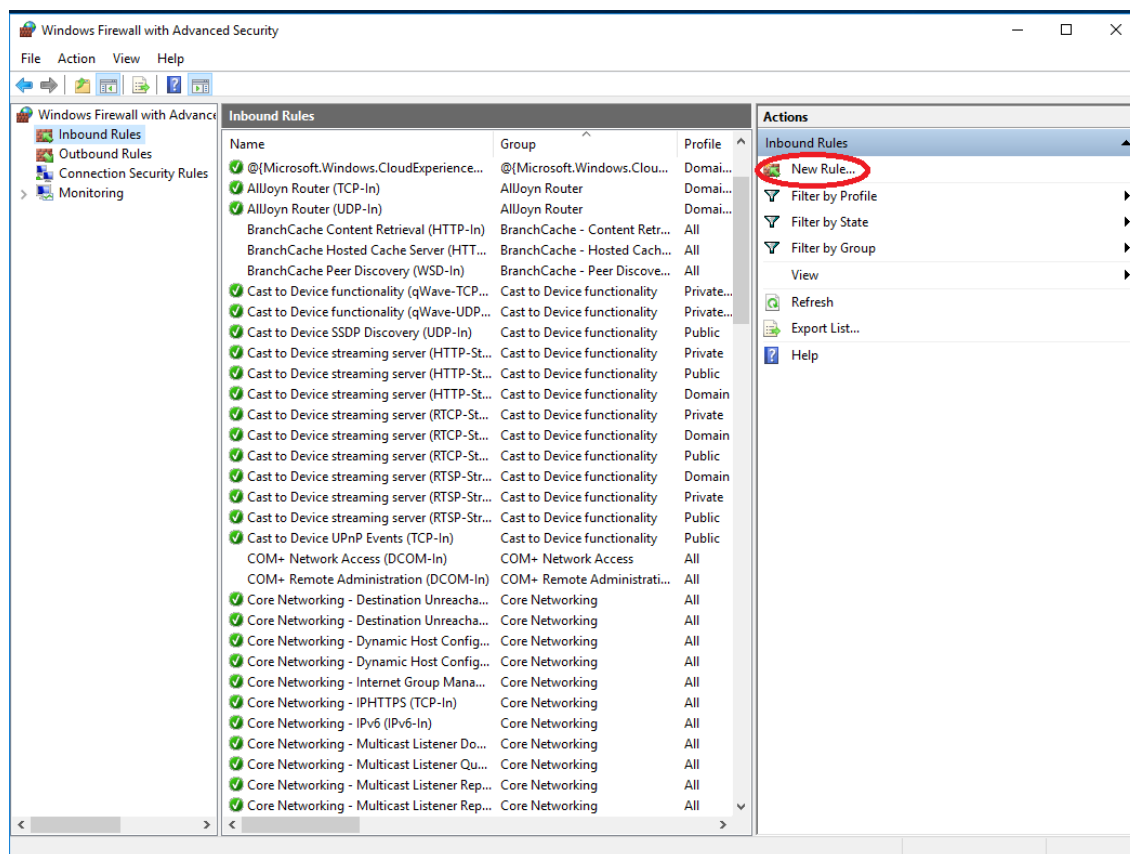 Windows Firewall with Advanced Security
File Action View Help
Windows Firewall with Advance
Inbound Rules
Outbound Rules
Connection Security Rules
Monitoring
Inbound Rules
Name Group Profile
@{Microsoft.Windows.CloudExperience... @{Microsoft.Windows.Clou... Domai...
AllJoyn Router (TCP-In) AllJoyn Router Domai...
AllJoyn Router (UDP-In) AllJoyn Router Domai...
BranchCache Content Retrieval (HTTP-In) BranchCache - Content Retr... All
BranchCache Hosted Cache Server (HTT... BranchCache - Hosted Cach... All
BranchCache Peer Discovery (WSD-In) BranchCache - Peer Discove... All
Cast to Device functionality (qWave-TCP... Cast to Device functionality Private...
Cast to Device functionality (qWave-UDP... Cast to Device functionality Private...
Cast to Device SSDP Discovery (UDP-In) Cast to Device functionality Public
Cast to Device streaming server (HTTP-St... Cast to Device functionality Private
Cast to Device streaming server (HTTP-St... Cast to Device functionality Public
Cast to Device streaming server (HTTP-St... Cast to Device functionality Domain
Cast to Device streaming server (RTCP-St... Cast to Device functionality Private
Cast to Device streaming server (RTCP-St... Cast to Device functionality Domain
Cast to Device streaming server (RTCP-St... Cast to Device functionality Public
Cast to Device streaming server (RTSP-Str... Cast to Device functionality Domain
Cast to Device streaming server (RTSP-Str... Cast to Device functionality Private
Cast to Device streaming server (RTSP-Str... Cast to Device functionality Public
Cast to Device UPnP Events (TCP-In) Cast to Device functionality Public
COM+ Network Access (DCOM-In) COM+ Network Access All
COM+ Remote Administration (DCOM-In) COM+ Remote Administrati... All
Core Networking - Destination Unreacha... Core Networking All
Core Networking - Destination Unreacha... Core Networking All
Core Networking - Dynamic Host Config... Core Networking All
Core Networking - Dynamic Host Config... Core Networking All
Core Networking - Internet Group Mana... Core Networking All
Core Networking - IPHTTPS (TCP-In) Core Networking All
Core Networking - IPv6 (IPv6-In) Core Networking All
Core Networking - Multicast Listener Do... Core Networking All
Core Networking - Multicast Listener Qu... Core Networking All
Core Networking - Multicast Listener Rep... Core Networking All
Core Networking - Multicast Listener Rep... Core Networking All
Actions
Inbound Rules
New Rule...
Filter by Profile
Filter by State
Filter by Group
View
Refresh
Export List...
Help